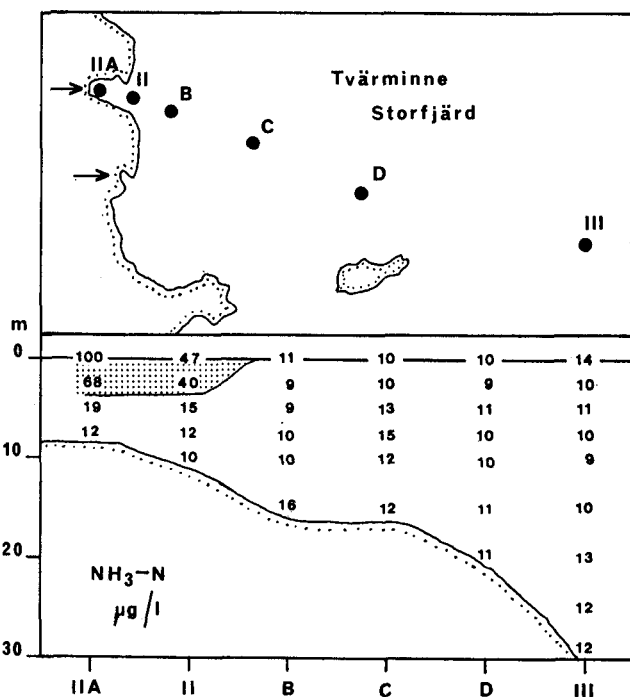 IIA
II
B
Tvärminne
Storfjärd
C
D
III
m
0 100 47 11 10 10 14
68 40 9 10 9 10
19 15 9 13 11 11
12 12 10 15 10 10
10 10 10 12 10 9
16 12 11 10
20 11 13
NH3-N
µg/l
12
30 12
IIA II B C D III